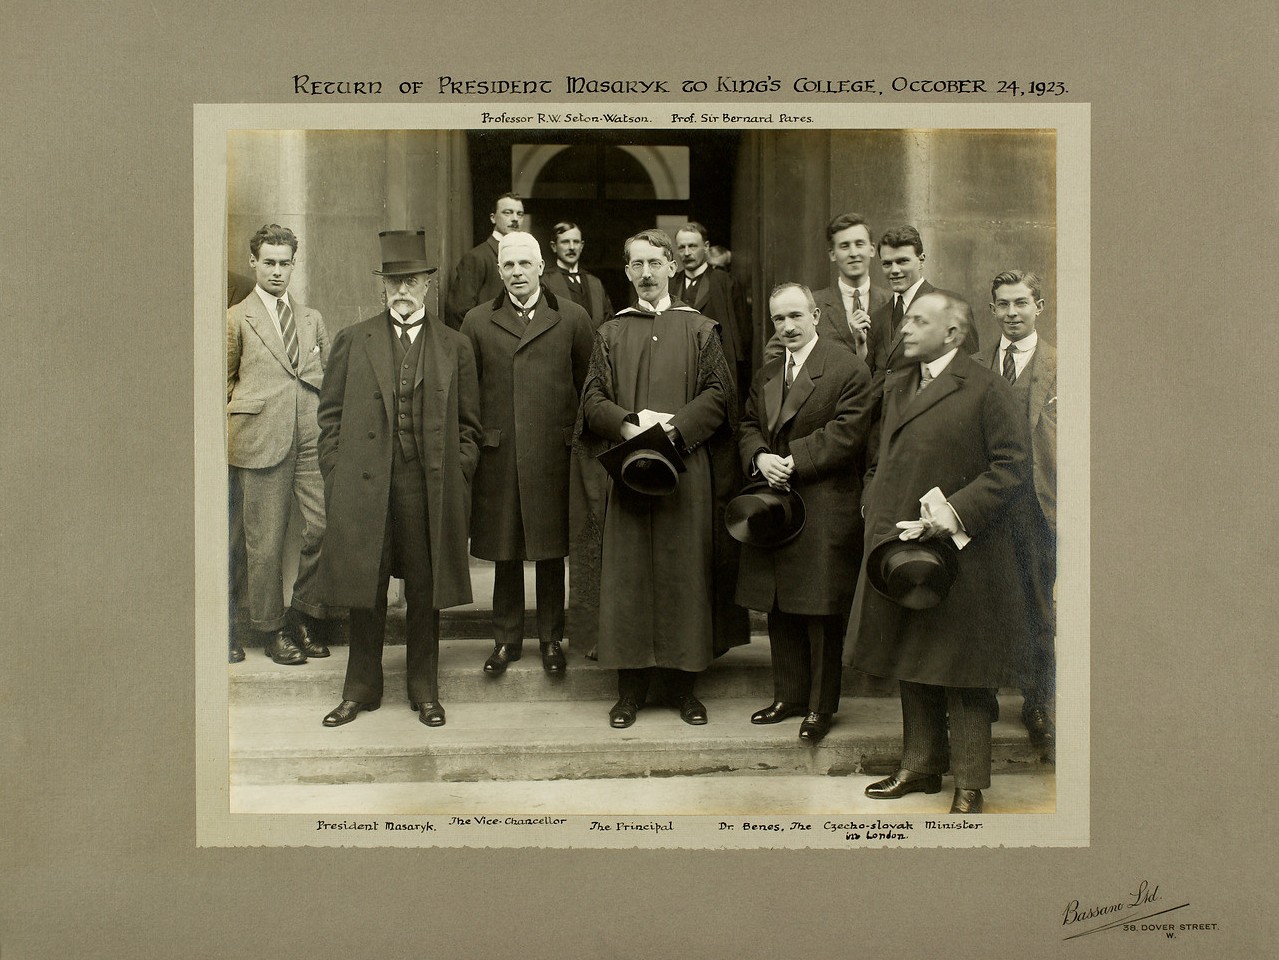 Return of President Masaryk to King's College, October 24, 1923.
Professor R.W. Seton-Watson. Prof. Sir Bernard Pares.
President Masaryk. The Vice-Chancellor The Principal Dr. Benes, The Czecho-slovak Minister.
in London.
Bassano Ltd.
38, DOVER STREET,
W.